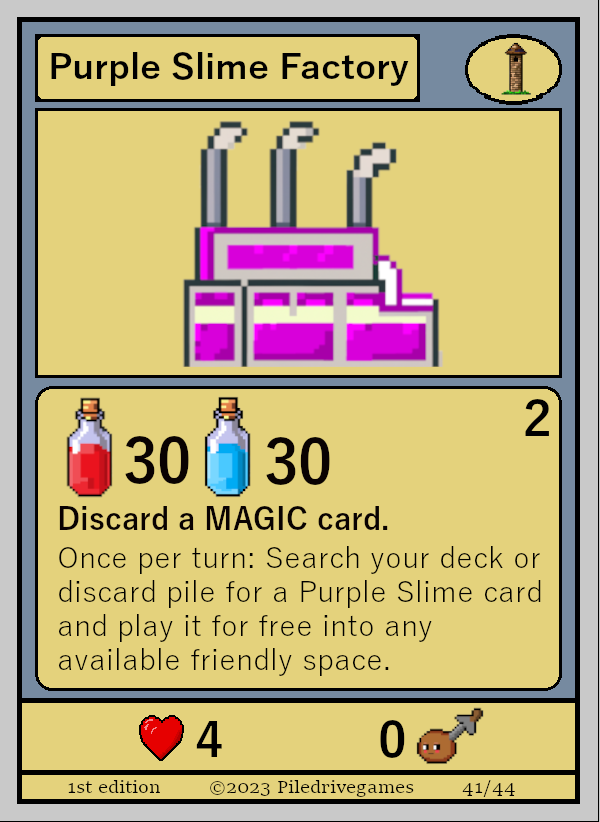 Purple Slime Factory
30 30
2
Discard a MAGIC card.
Once per turn: Search your deck or
discard pile for a Purple Slime card
and play it for free into any
available friendly space.
4 0
1st edition ©2023 Piledrivegames 41/44